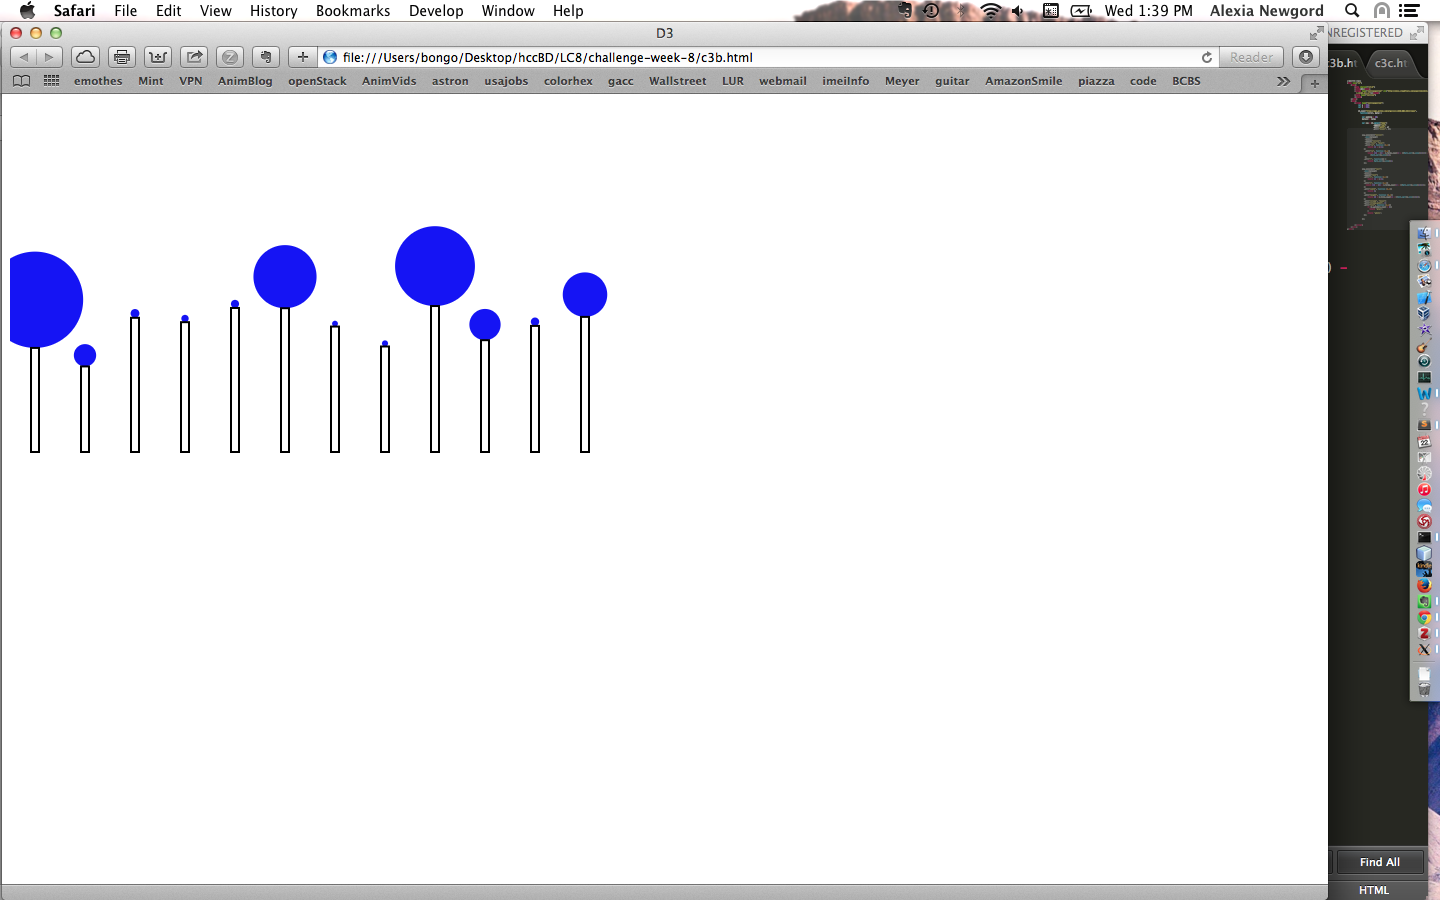 Safari File Edit View History Bookmarks Develop Window Help Wed 1:39 PM Alexia Newgord
D3
NREGISTERED
file:///Users/bongo/Desktop/hccBD/LC8/challenge-week-8/c3b.html Reader
c3b.ht c3c.ht
emothes Mint VPN AnimBlog openStack AnimVids astron usajobs colorhex gacc Wallstreet LUR webmail imeiInfo Meyer guitar AmazonSmile piazza code BCBS
Find All
HTML